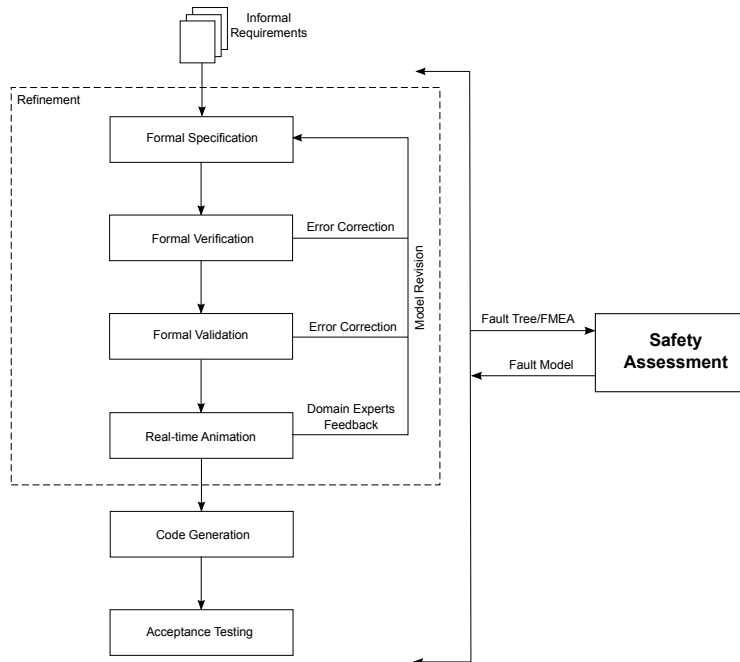 Informal
Requirements
Refinement
Formal Specification
Formal Verification
Error Correction
Model Revision
Formal Validation
Error Correction
Domain Experts
Feedback
Real-time Animation
Code Generation
Acceptance Testing
Fault Tree/FMEA
Fault Model
Safety
Assessment